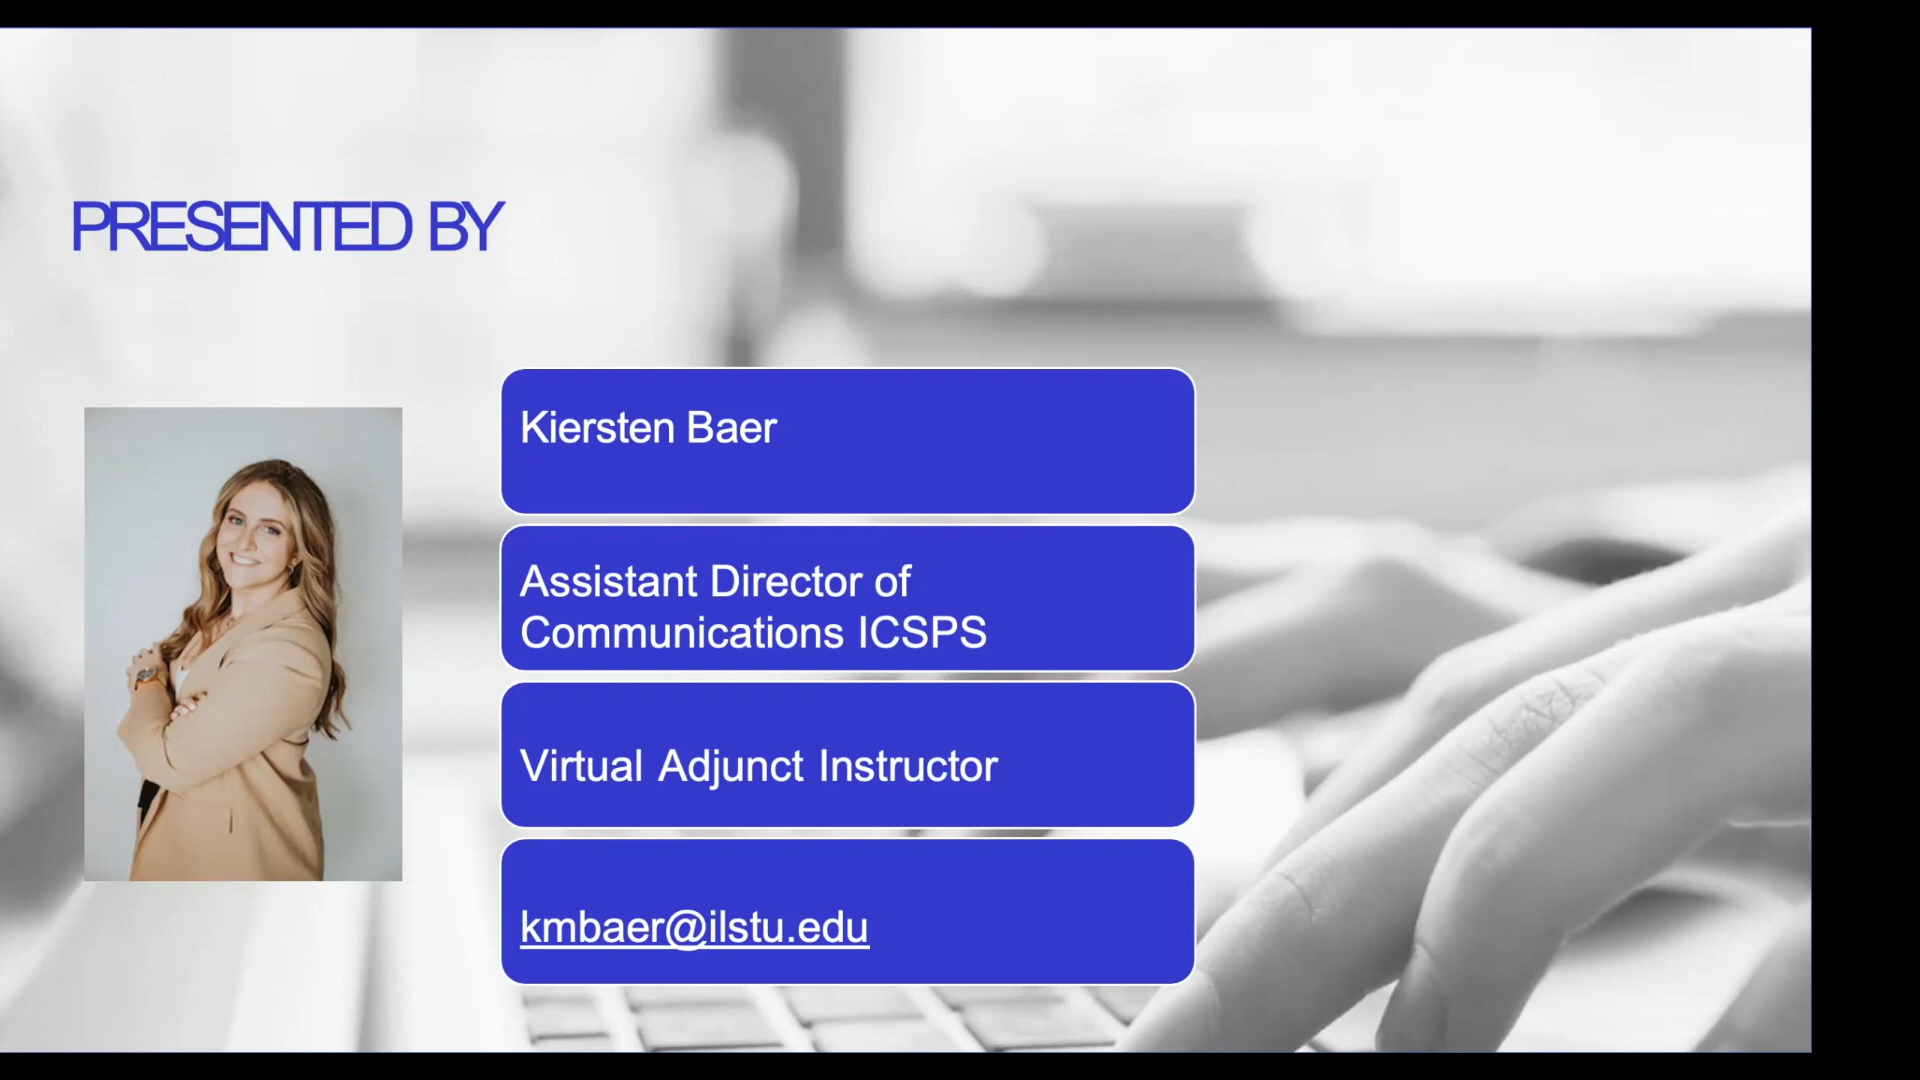 PRESENTED BY
Kiersten Baer
Assistant Director of
Communications ICSPS
Virtual Adjunct Instructor
kmbaer@ilstu.edu